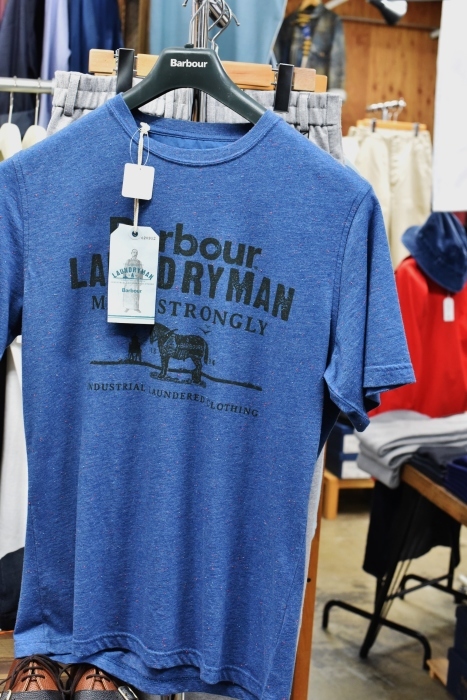 Barbour
Barbour
LAUNDRYMAN
STRONGLY
INDUSTRIAL LAUNDERED CLOTHING
LAUNDRYMAN
Barbour